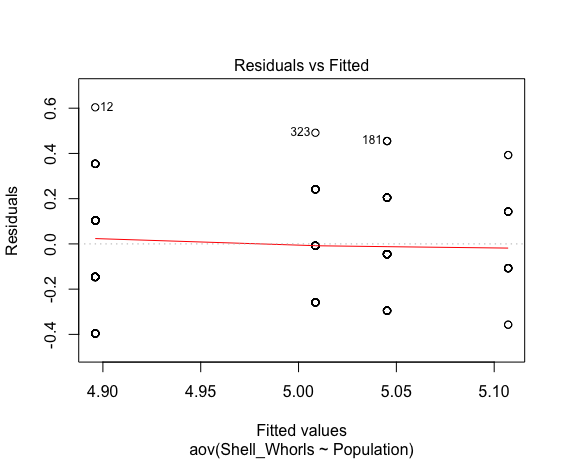 Residuals vs Fitted
Residuals
0.6
0.4
0.2
0.0
-0.2
-0.4
12
323
181
4.90 4.95 5.00 5.05 5.10
Fitted values
aov(Shell_Whorls ~ Population)